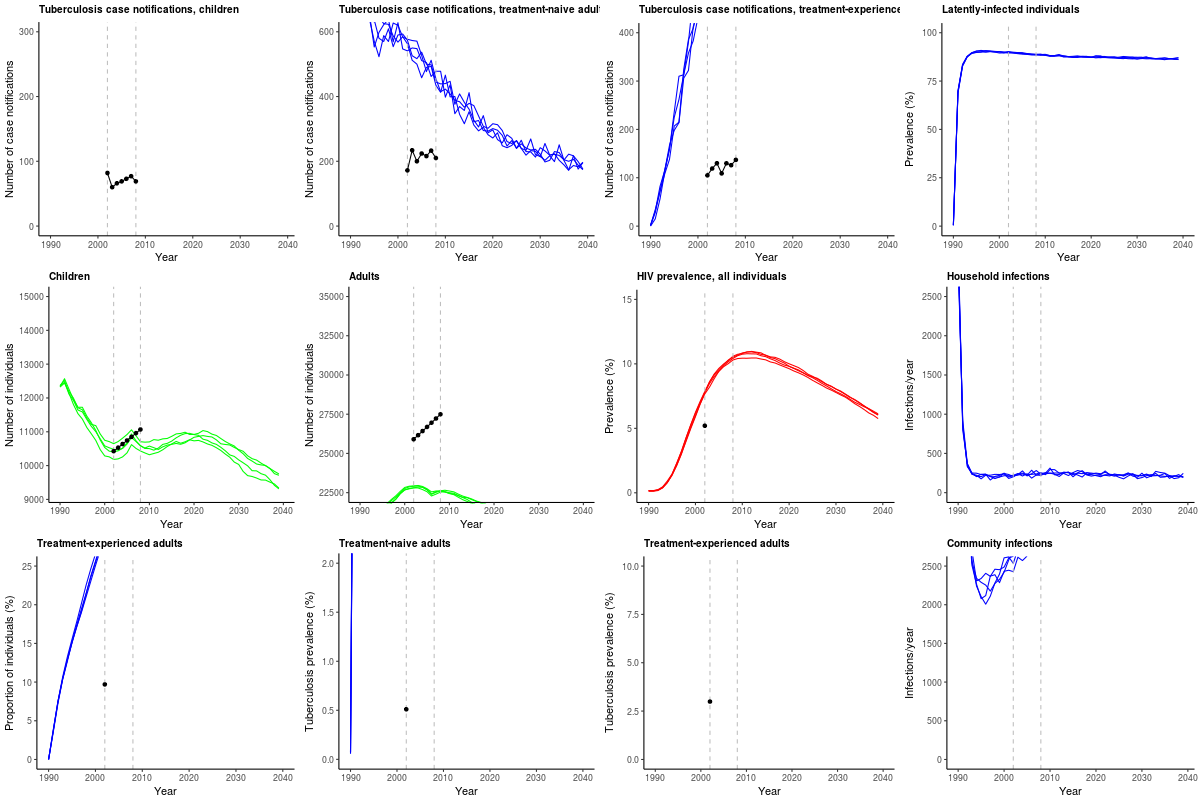 Tuberculosis case notifications, children
Number of case notifications
300
200
100
0
1990 2000 2010 2020 2030 2040
Year
Tuberculosis case notifications, treatment-naive adul
Number of case notifications
600
400
200
0
1990 2000 2010 2020 2030 2040
Year
Tuberculosis case notifications, treatment-experience
Number of case notifications
400
300
200
100
0
1990 2000 2010 2020 2030 2040
Year
Latently-infected individuals
Prevalence (%)
100
75
50
25
0
1990 2000 2010 2020 2030 2040
Year
Children
Number of individuals
15000
14000
13000
12000
11000
10000
9000
1990 2000 2010 2020 2030 2040
Year
Adults
Number of individuals
35000
32500
30000
27500
25000
22500
1990 2000 2010 2020 2030 2040
Year
HIV prevalence, all individuals
Prevalence (%)
15
10
5
0
1990 2000 2010 2020 2030 2040
Year
Household infections
Infections/year
2500
2000
1500
1000
500
0
1990 2000 2010 2020 2030 2040
Year
Treatment-experienced adults
Proportion of individuals (%)
25
20
15
10
5
0
1990 2000 2010 2020 2030 2040
Year
Treatment-naive adults
Tuberculosis prevalence (%)
2.0
1.5
1.0
0.5
0.0
1990 2000 2010 2020 2030 2040
Year
Treatment-experienced adults
Tuberculosis prevalence (%)
10.0
7.5
5.0
2.5
0.0
1990 2000 2010 2020 2030 2040
Year
Community infections
Infections/year
2500
2000
1500
1000
500
0
1990 2000 2010 2020 2030 2040
Year